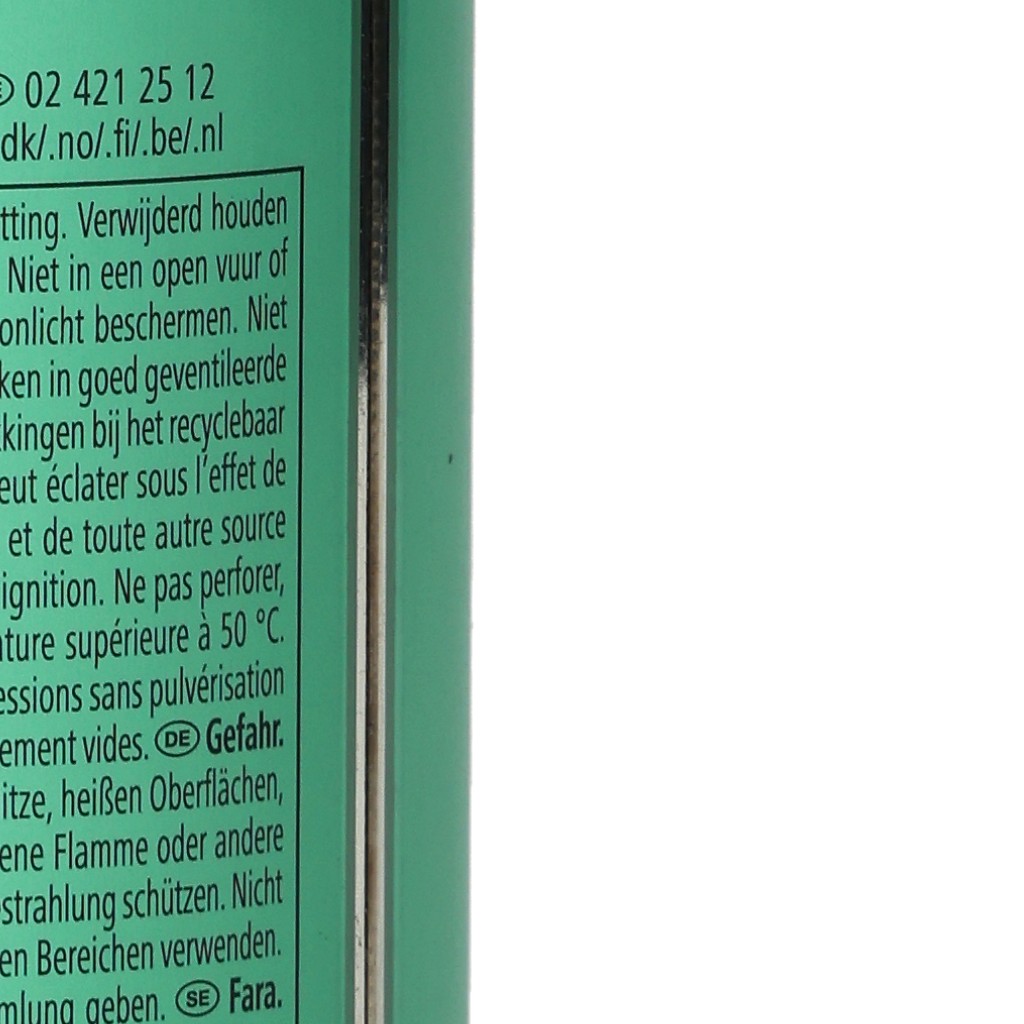 02 421 25 12
dk/.no/.fi/.be/.nl
tting. Verwijderd houden
Niet in een open vuur of
onlicht beschermen. Niet
ken in goed geventileerde
kingen bij het recyclebaar
eut éclater sous l'effet de
et de toute autre source
ignition. Ne pas perforer,
ture supérieure à 50 °C.
essions sans pulvérisation
ement vides. DE Gefahr.
itze, heißen Oberflächen,
ene Flamme oder andere
strahlung schützen. Nicht
en Bereichen verwenden.
mlung geben. SE Fara.